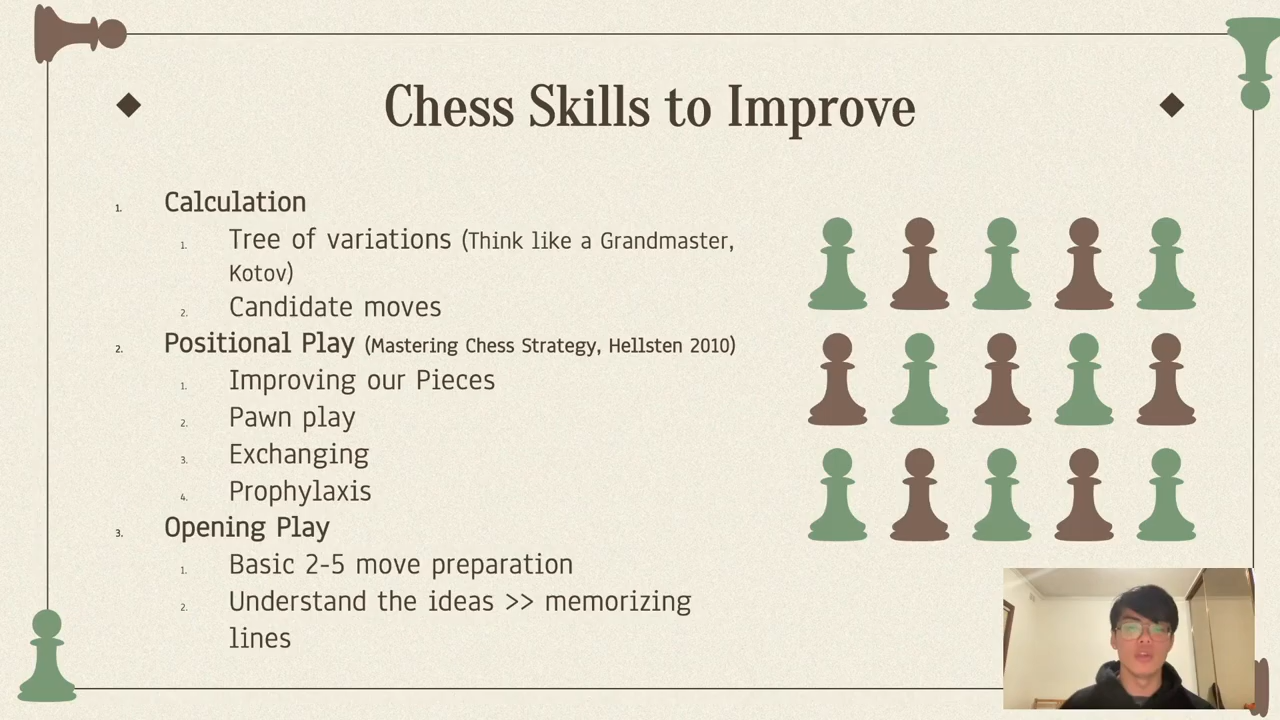 Chess Skills to Improve
1. Calculation
1. Tree of variations (Think like a Grandmaster,
Kotov)
2. Candidate moves
2. Positional Play (Mastering Chess Strategy, Hellsten 2010)
1. Improving our Pieces
2. Pawn play
3. Exchanging
4. Prophylaxis
3. Opening Play
1. Basic 2-5 move preparation
2. Understand the ideas >> memorizing
lines